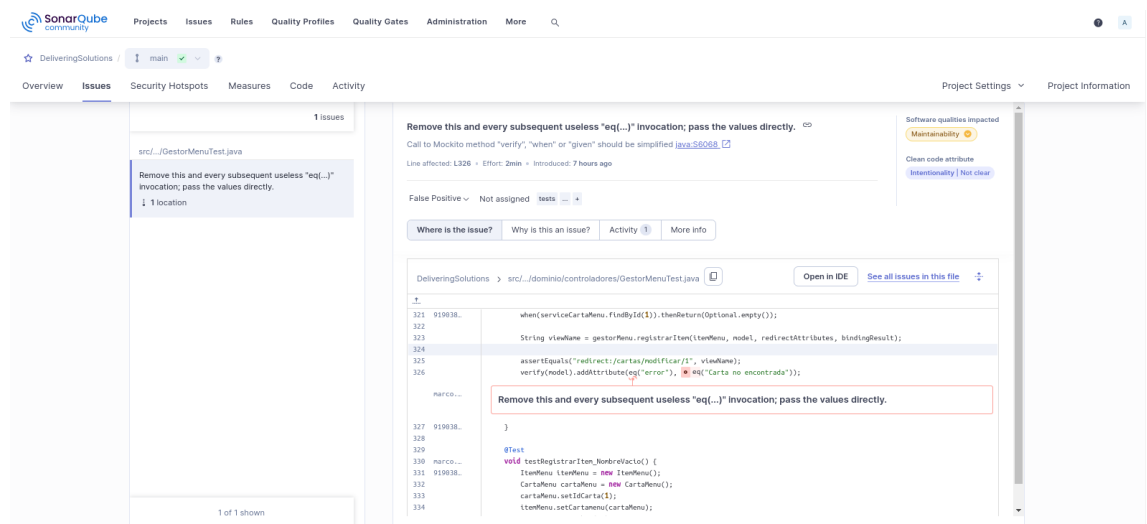 SonarQube community Projects Issues Rules Quality Profiles Quality Gates Administration More ? A
DeliveringSolutions / main ?
Overview Issues Security Hotspots Measures Code Activity Project Settings Project Information
1 issues
src/.../GestorMenuTest.java
Remove this and every subsequent useless "eq(...)"
invocation; pass the values directly.
1 location
1 of 1 shown
Remove this and every subsequent useless "eq(...)" invocation; pass the values directly.
Call to Mockito method "verify", "when" or "given" should be simplified java:S6068
Line affected: L326 • Effort: 2min • Introduced: 7 hours ago
Software qualities impacted
Maintainability
Clean code attribute
Intentionality | Not clear
False Positive Not assigned tests ... +
Where is the issue? Why is this an issue? Activity 1 More info
DeliveringSolutions > src/.../dominio/controladores/GestorMenuTest.java Open in IDE See all issues in this file
321 919038… when(serviceCartaMenu.findById(1)).thenReturn(Optional.empty());
322
323 String viewName = gestorMenu.registrarItem(itemMenu, model, redirectAttributes, bindingResult);
324
325 assertEquals("redirect:/cartas/modificar/1", viewName);
326 verify(model).addAttribute(eq("error"), eq("Carta no encontrada"));
marco.…
Remove this and every subsequent useless "eq(...)" invocation; pass the values directly.
327 919038… }
328
329 @Test
330 marco.… void testRegistrarItem_NombreVacio() {
331 919038… ItemMenu itemMenu = new ItemMenu();
332 CartaMenu cartaMenu = new CartaMenu();
333 cartaMenu.setIdCarta(1);
334 itemMenu.setCartamenu(cartaMenu);